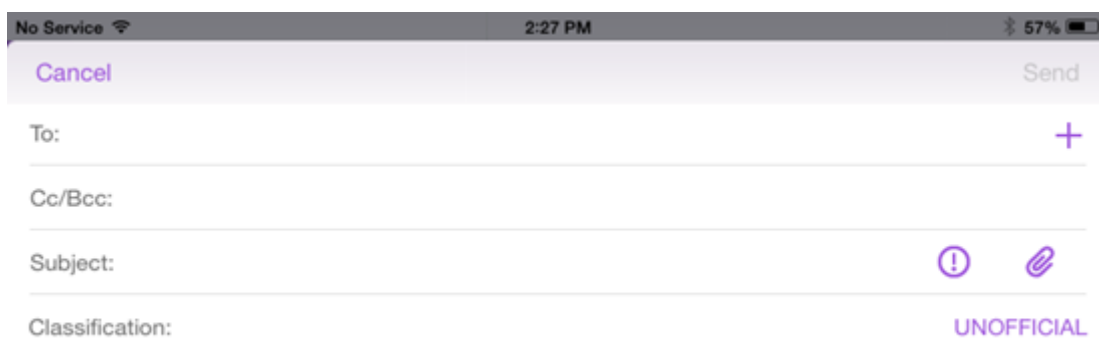 No Service 2:27 PM 57%
Cancel Send
To:
Cc/Bcc:
Subject:
Classification: UNOFFICIAL